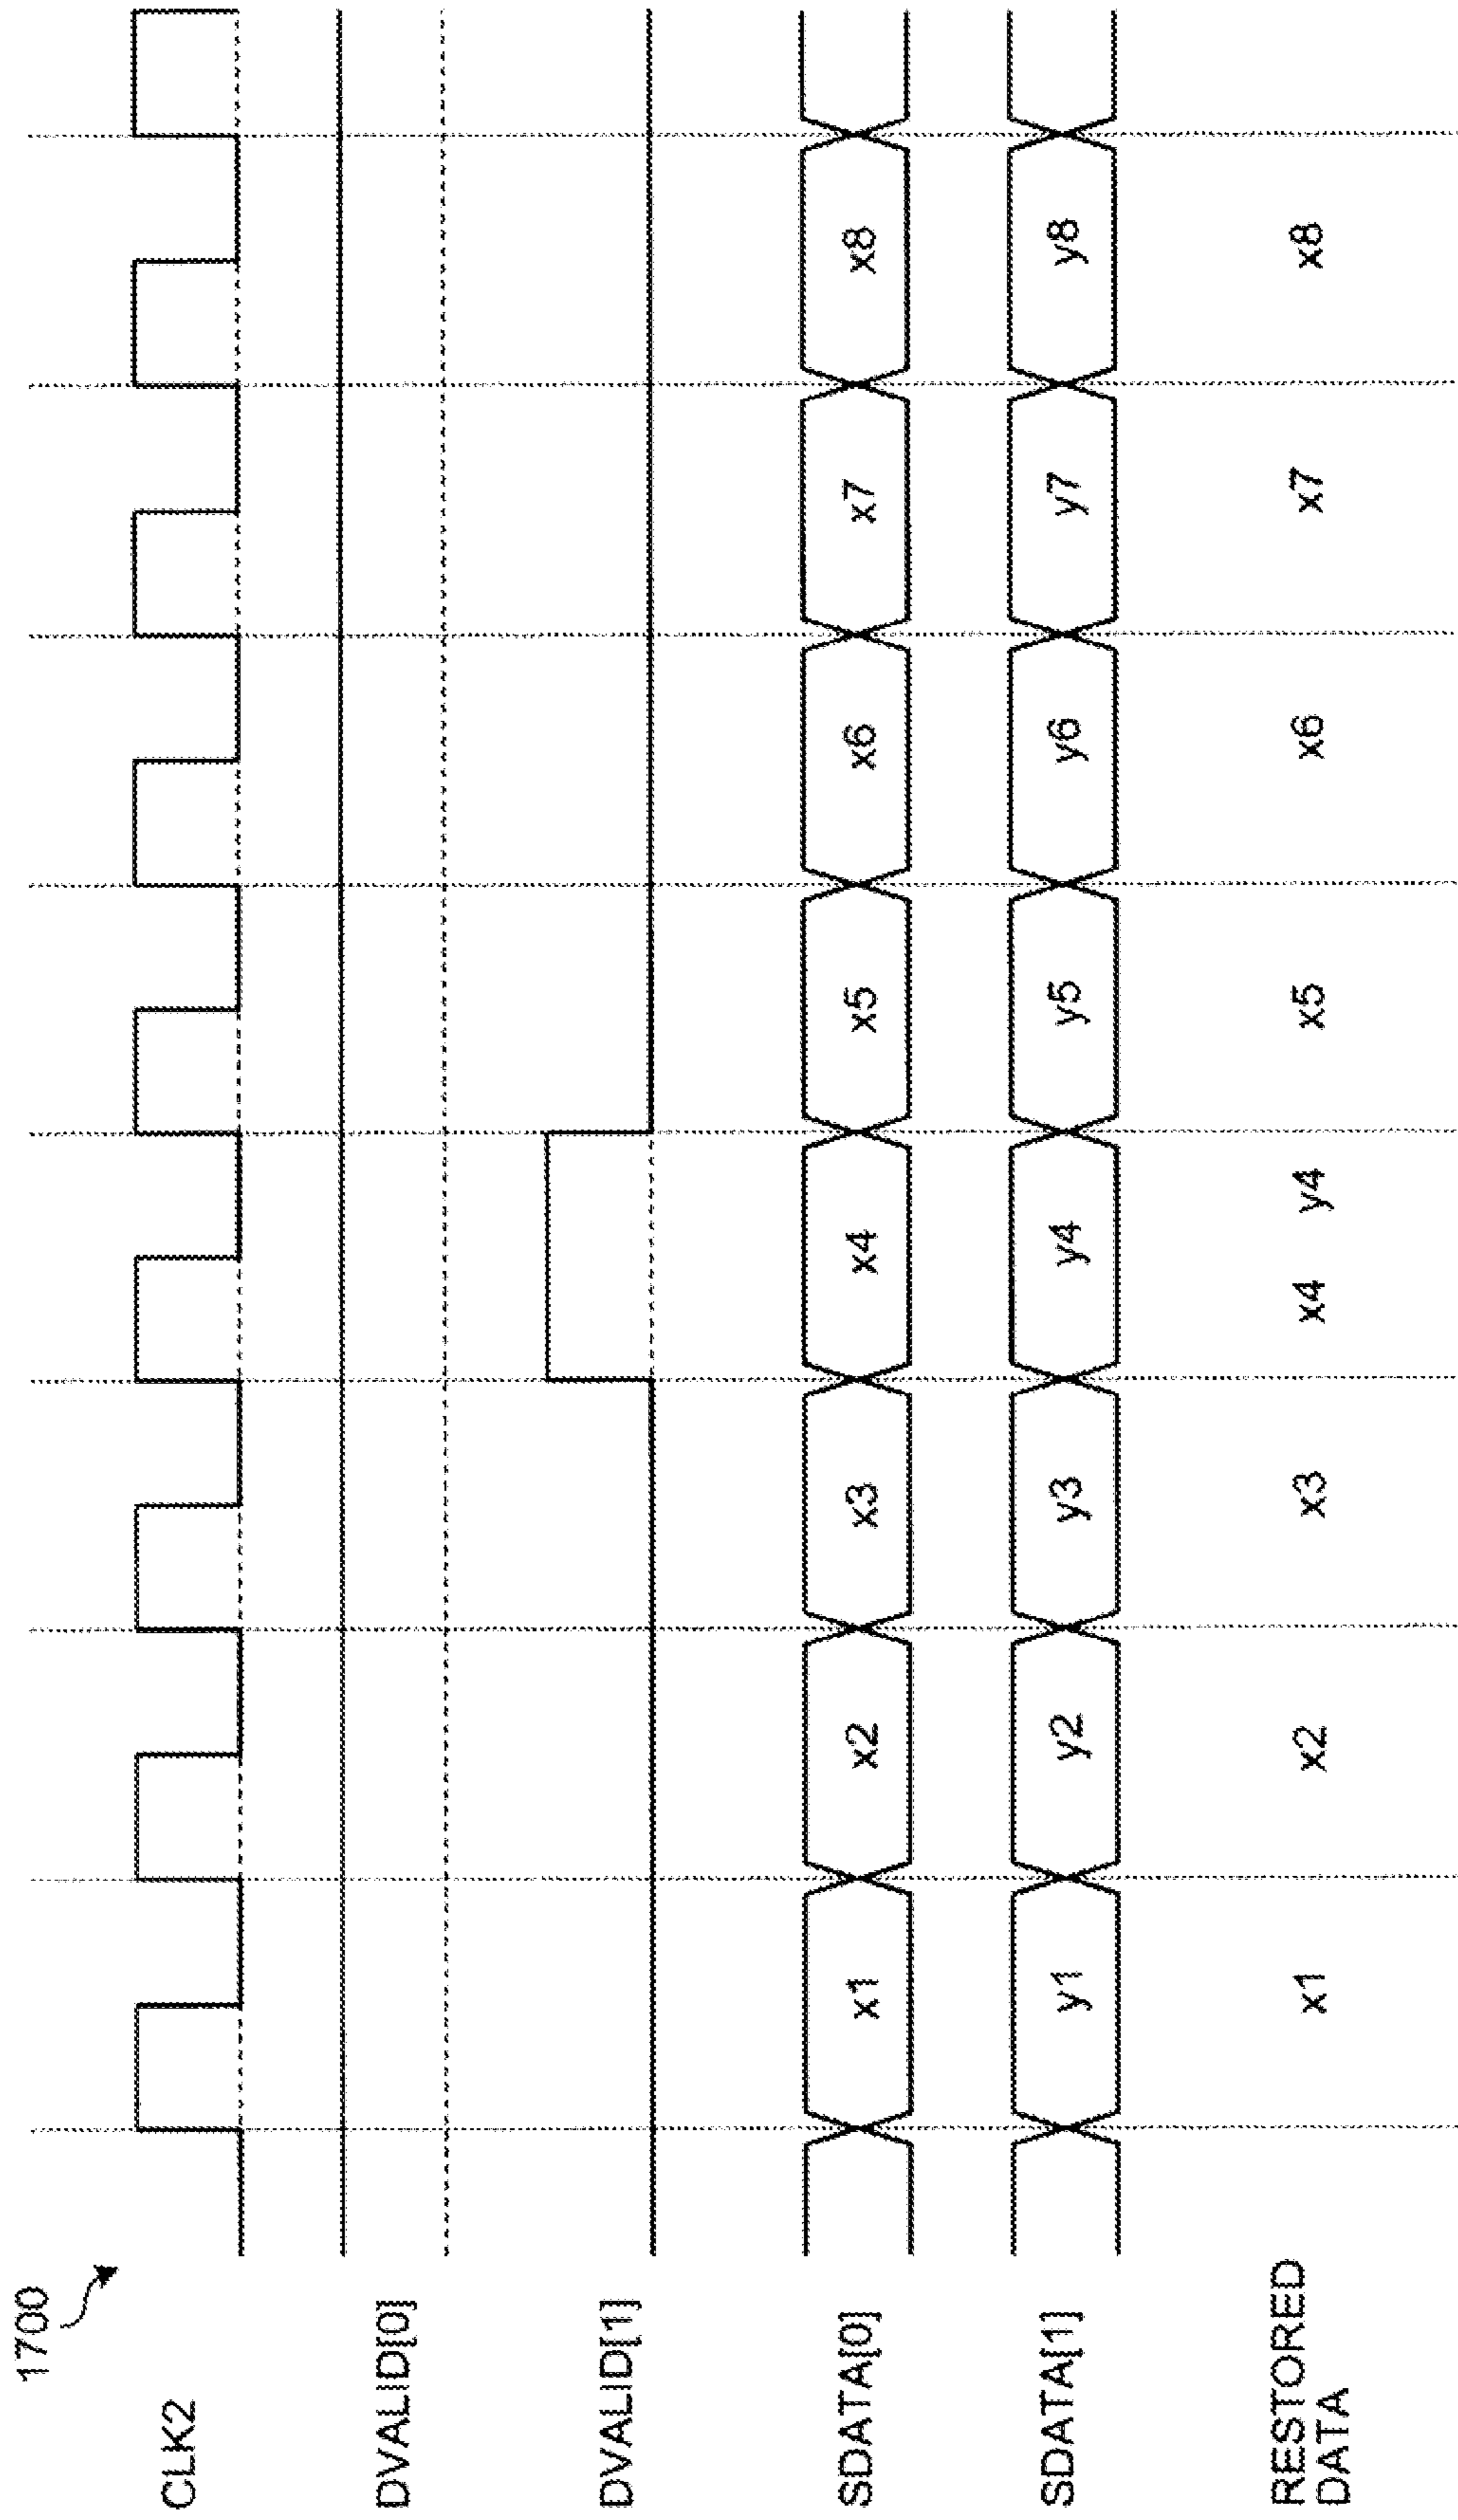 1700
CLK2
DVALID[0]
DVALID[1]
SDATA[0] x1 x2 x3 x4 x5 x6 x7 x8
SDATA[1] y1 y2 y3 y4 y5 y6 y7 y8
RESTORED
DATA
x1 x2 x3 x4 y4 x5 x6 x7 x8